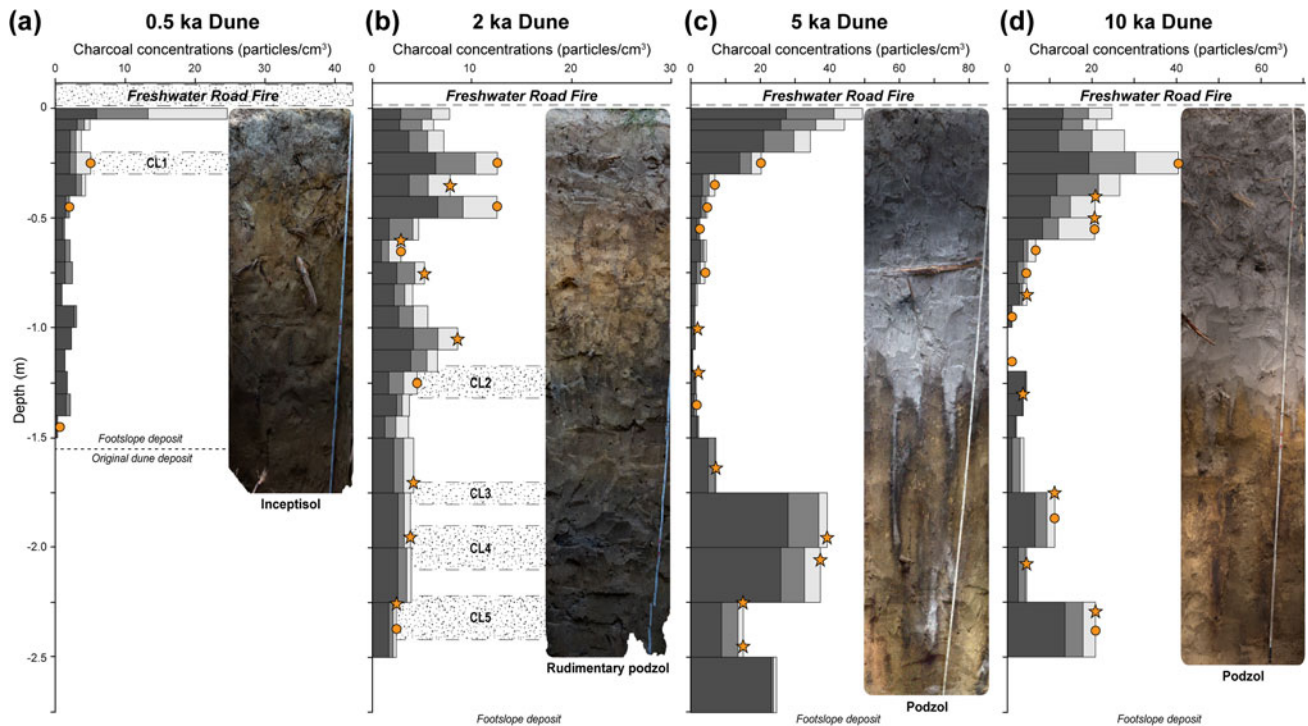 (a) 0.5 ka Dune
Charcoal concentrations (particles/cm³)
0 10 20 30 40
Freshwater Road Fire
0
CL1
-0.5
-1.0
Depth (m)
-1.5
Footslope deposit
Original dune deposit
Inceptisol
-2.0
-2.5
(b) 2 ka Dune
Charcoal concentrations (particles/cm³)
0 10 20 30
Freshwater Road Fire
CL2
CL3
CL4
CL5
Rudimentary podzol
Footslope deposit
(c) 5 ka Dune
Charcoal concentrations (particles/cm³)
0 20 40 60 80
Freshwater Road Fire
Podzol
Footslope deposit
(d) 10 ka Dune
Charcoal concentrations (particles/cm³)
0 20 40 60
Freshwater Road Fire
Podzol
Footslope deposit